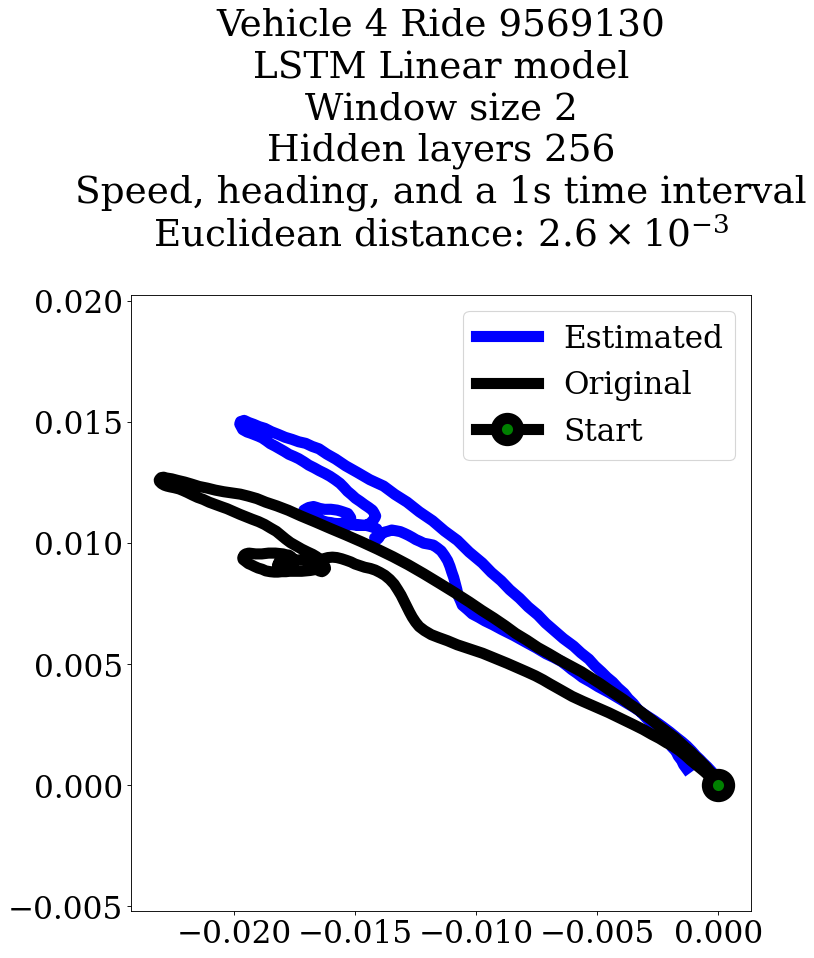 Vehicle 4 Ride 9569130
LSTM Linear model
Window size 2
Hidden layers 256
Speed, heading, and a 1s time interval
Euclidean distance: 2.6 × 10⁻³
0.020
Estimated
Original
Start
0.015
0.010
0.005
0.000
−0.005
−0.020 −0.015 −0.010 −0.005 0.000